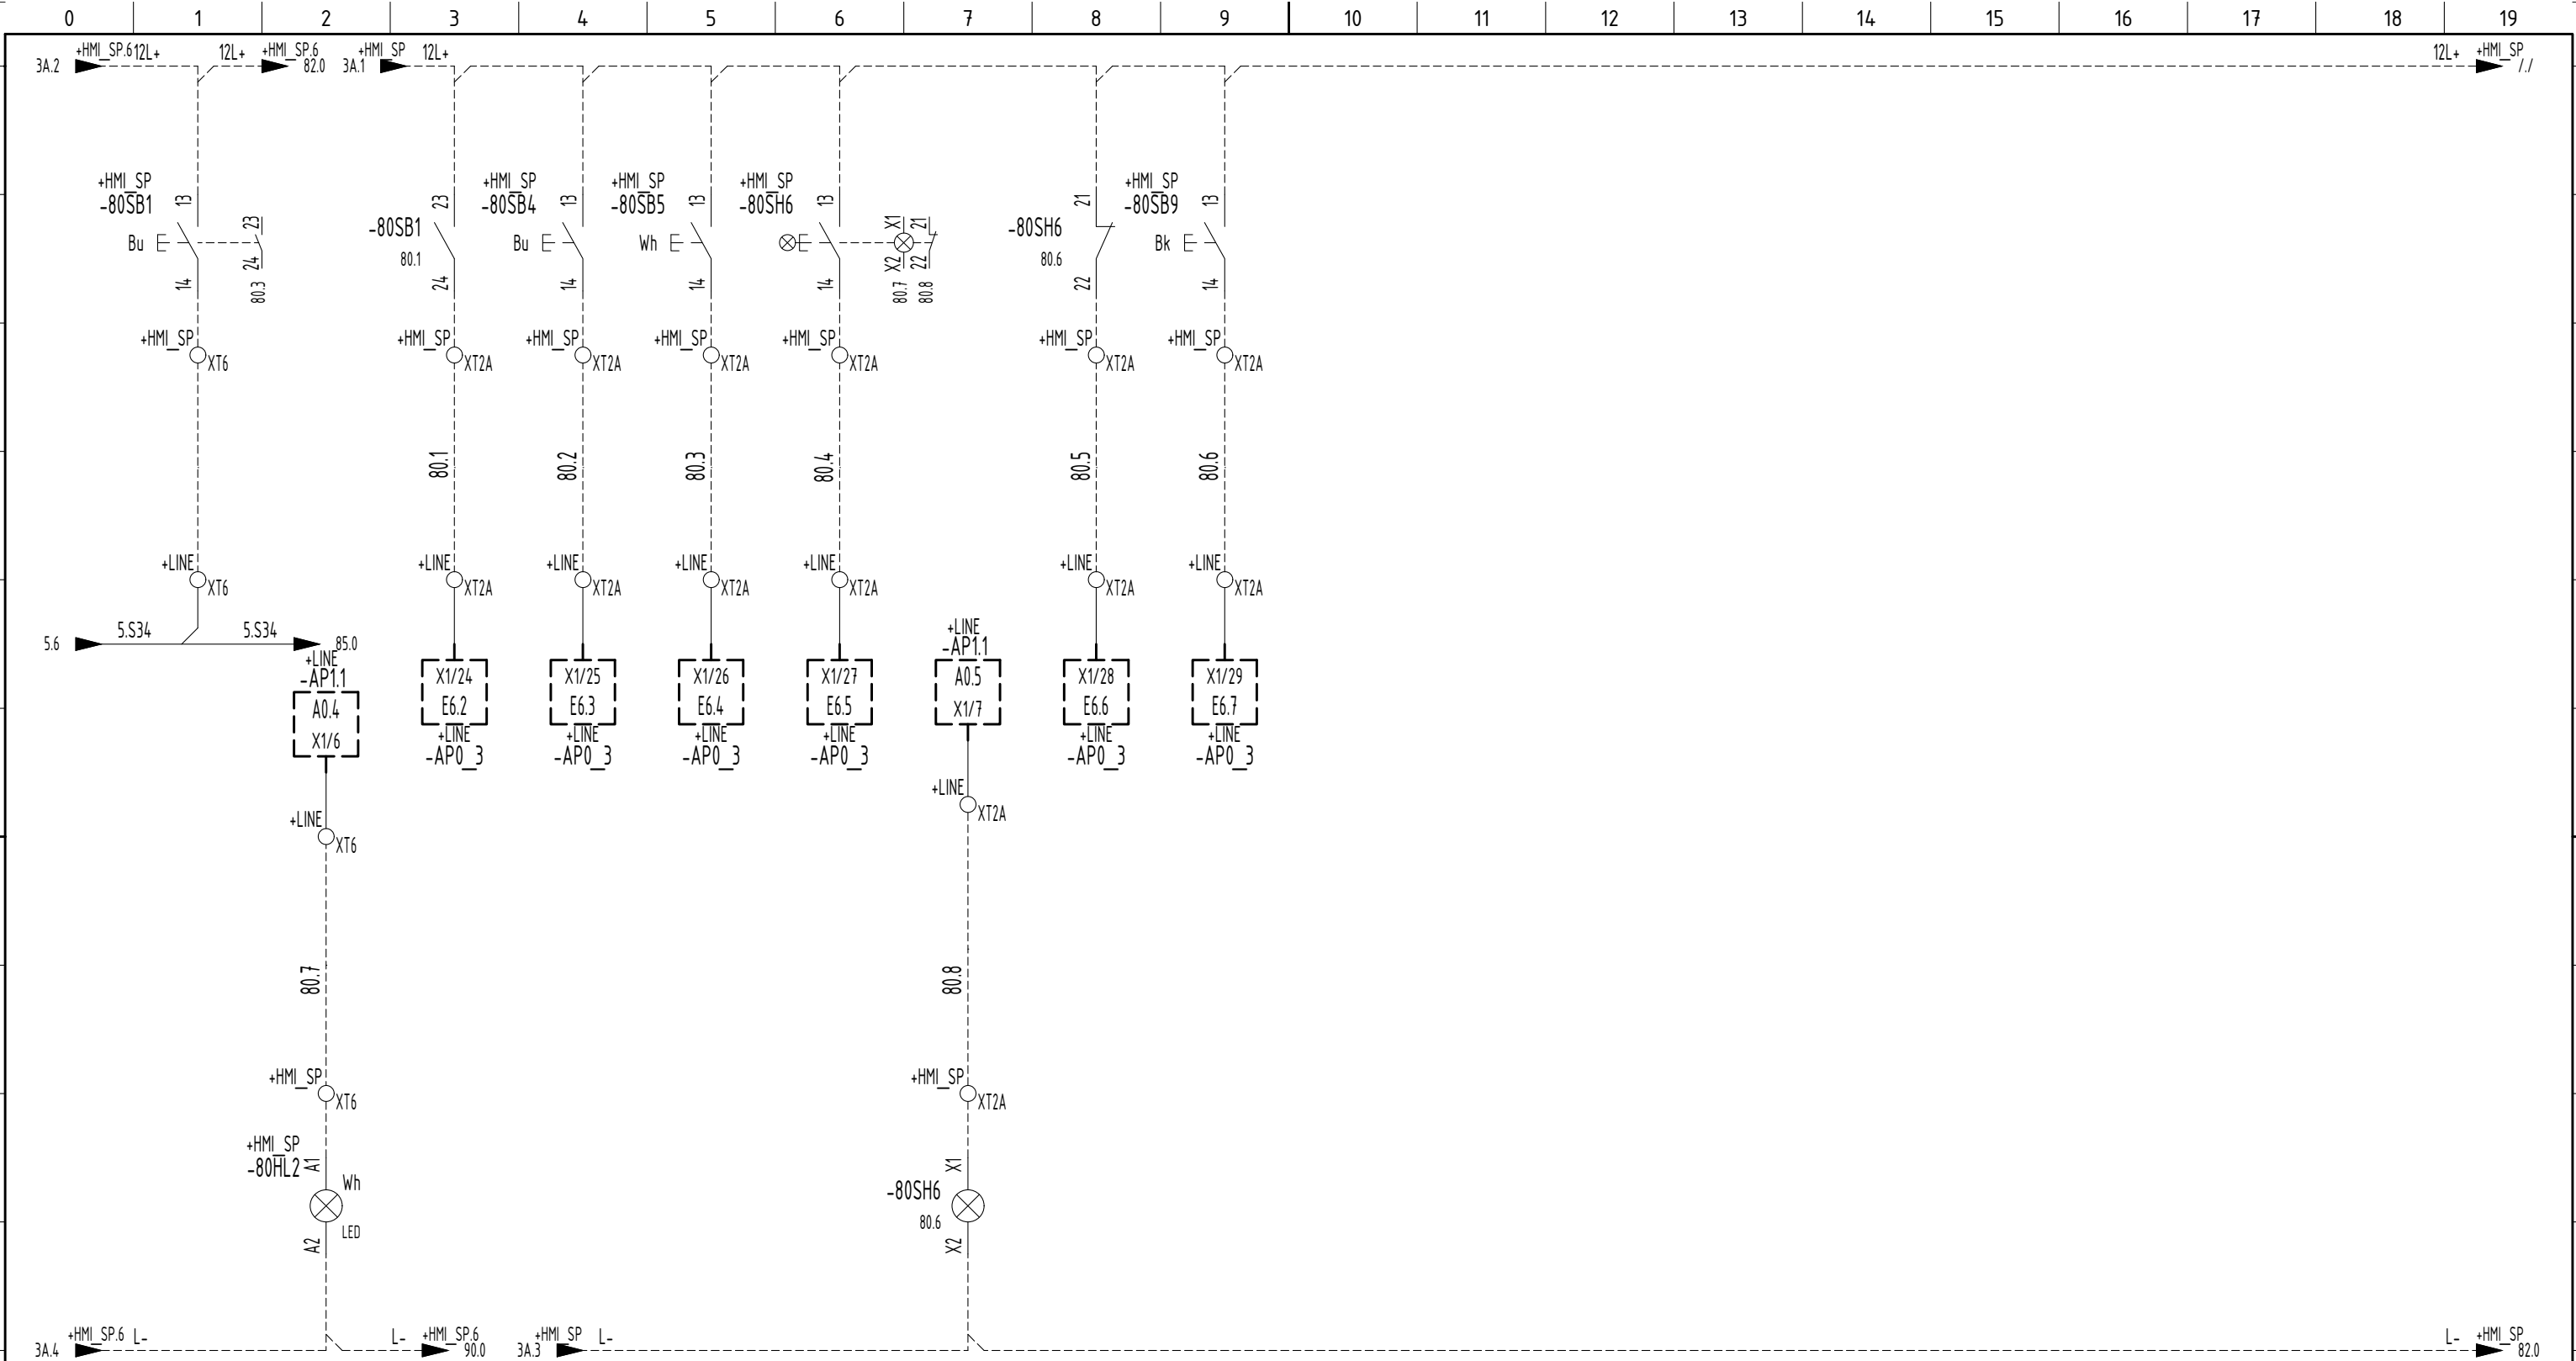 0 1 2 3 4 5 6 7 8 9 10 11 12 13 14 15 16 17 18 19
+HMI_SP.6 12L+ 12L+ +HMI_SP.6 +HMI_SP 12L+ 12L+ +HMI_SP
3A.2 82.0 3A.1 /./
+HMI_SP +HMI_SP +HMI_SP +HMI_SP +HMI_SP
-80SB1 13 23 -80SB4 13 -80SB5 13 -80SH6 13 21 -80SB9 13
23 -80SB1 X1 21 -80SH6
Bu Bu Wh Bk
24 80.1 X2 22 80.6
14 80.3 24 14 14 14 80.7 80.8 22 14
+HMI_SP +HMI_SP +HMI_SP +HMI_SP +HMI_SP +HMI_SP +HMI_SP
XT6 XT2A XT2A XT2A XT2A XT2A XT2A
80.1 80.2 80.3 80.4 80.5 80.6
+LINE +LINE +LINE +LINE +LINE +LINE +LINE
XT6 XT2A XT2A XT2A XT2A XT2A XT2A
5.S34 5.S34 +LINE
5.6 85.0 -AP1.1
+LINE
-AP1.1 X1/24 X1/25 X1/26 X1/27 A0.5 X1/28 X1/29
A0.4 E6.2 E6.3 E6.4 E6.5 X1/7 E6.6 E6.7
X1/6 +LINE +LINE +LINE +LINE +LINE +LINE
-AP0_3 -AP0_3 -AP0_3 -AP0_3 -AP0_3 -AP0_3
+LINE
XT2A
+LINE
XT6
80.7 80.8
+HMI_SP +HMI_SP
XT6 XT2A
+HMI_SP
-80HL2 A1 X1
Wh -80SH6
LED 80.6
A2 X2
+HMI_SP.6 L- L- +HMI_SP.6 +HMI_SP L- L- +HMI_SP
3A.4 90.0 3A.3 82.0